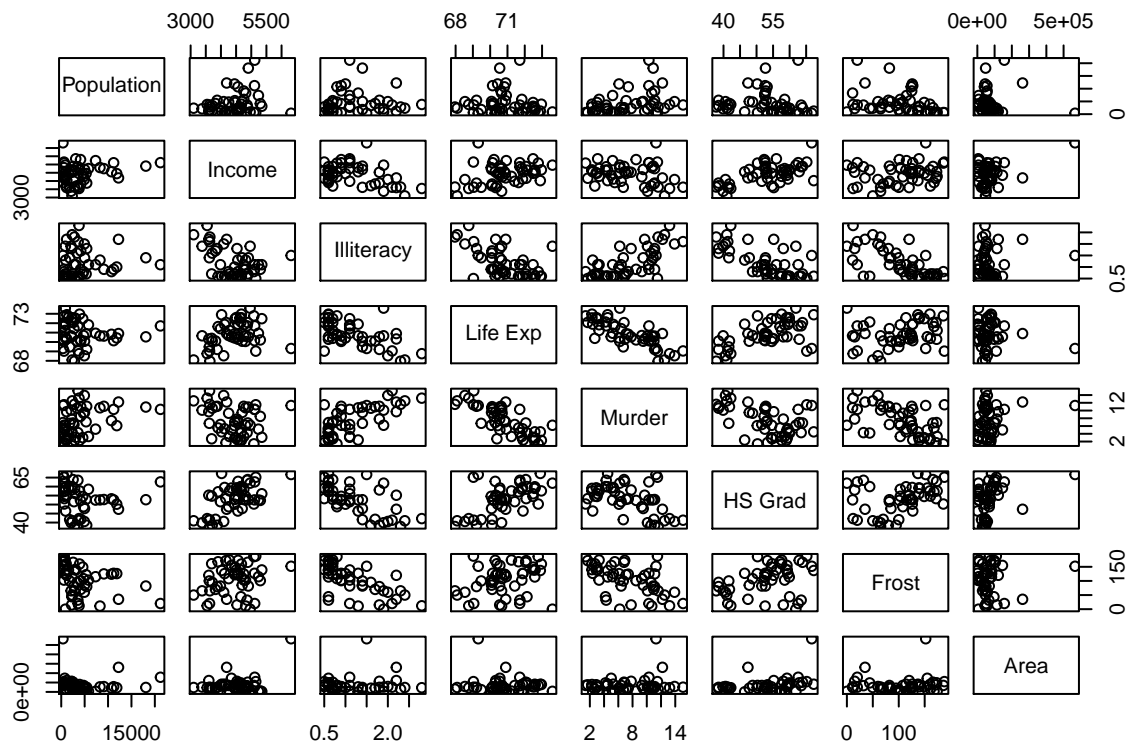 3000 5500 68 71 40 55 0e+00 5e+05
Population 0
3000 Income
Illiteracy 0.5
68 73 Life Exp
Murder 2 12
40 65 HS Grad
Frost 0 150
0e+00 Area
0 15000 0.5 2.0 2 8 14 0 100